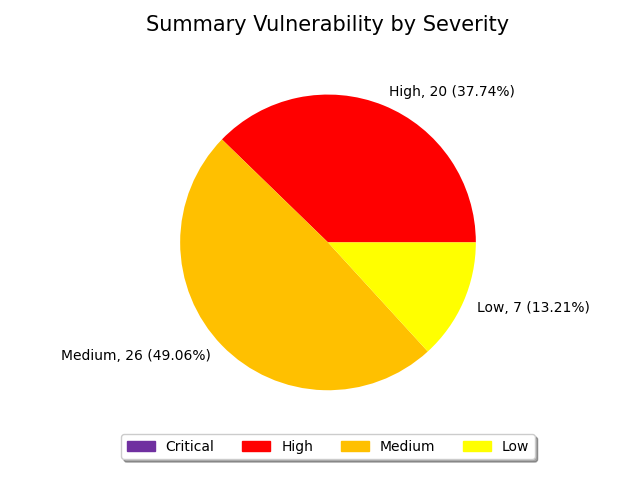 Summary Vulnerability by Severity
High, 20 (37.74%)
Low, 7 (13.21%)
Medium, 26 (49.06%)
Critical High Medium Low